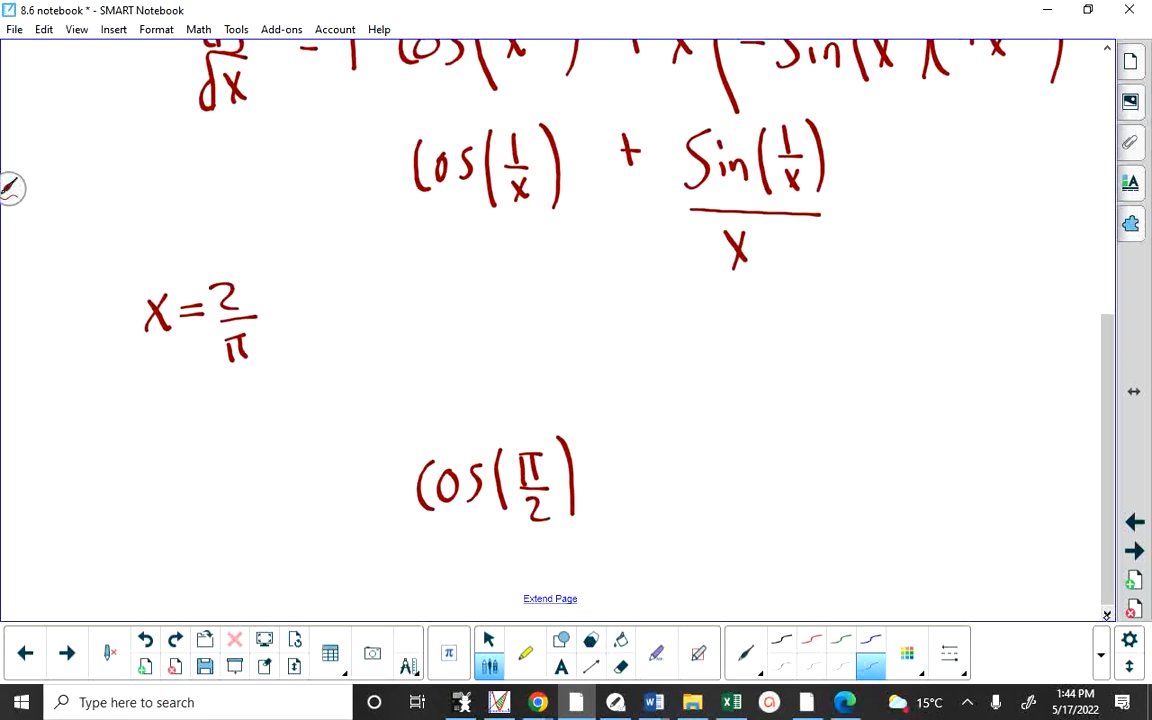 8.6 notebook * - SMART Notebook
File Edit View Insert Format Math Tools Add-ons Account Help
dx
cos(1/x) + sin(1/x)/x
x = 2/π
cos(π/2)
Extend Page
π
A
Type here to search
15°C
1:44 PM
5/17/2022